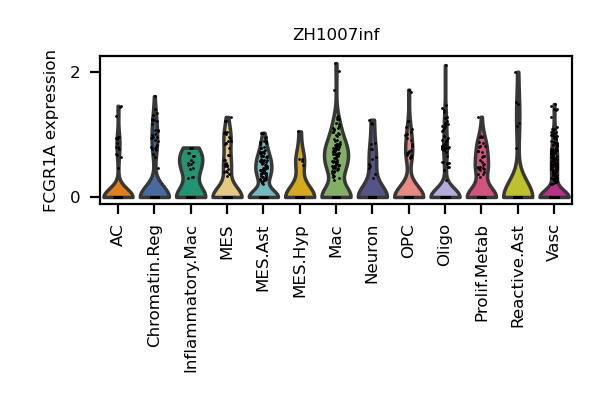 ZH1007inf
FCGR1A expression
2
0
AC
Chromatin.Reg
Inflammatory.Mac
MES
MES.Ast
MES.Hyp
Mac
Neuron
OPC
Oligo
Prolif.Metab
Reactive.Ast
Vasc